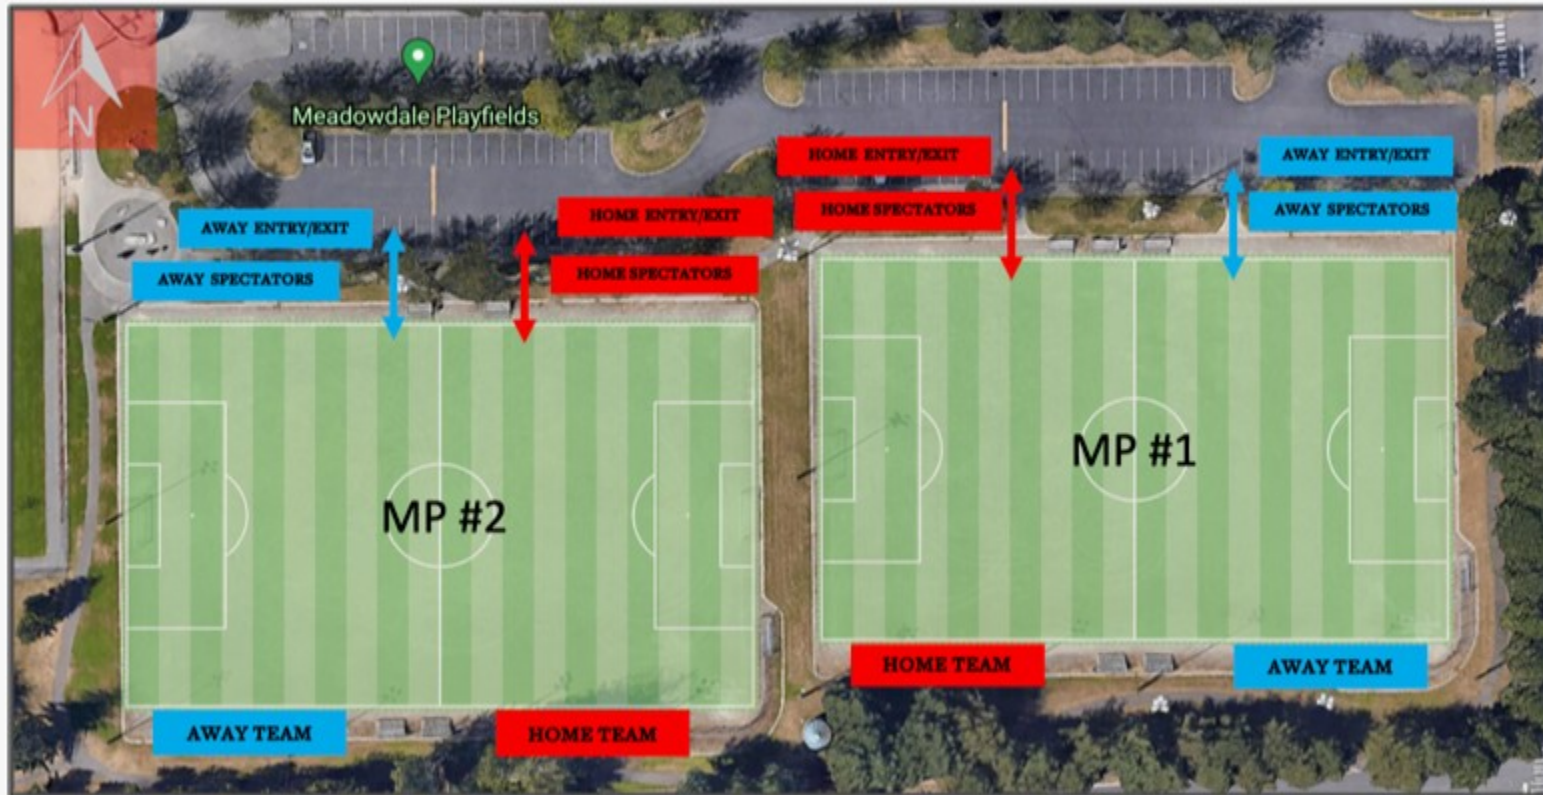 N
Meadowdale Playfields
HOME ENTRY/EXIT
AWAY ENTRY/EXIT
HOME SPECTATORS
AWAY SPECTATORS
AWAY ENTRY/EXIT
HOME ENTRY/EXIT
AWAY SPECTATORS
HOME SPECTATORS
MP #1
MP #2
HOME TEAM
AWAY TEAM
AWAY TEAM
HOME TEAM